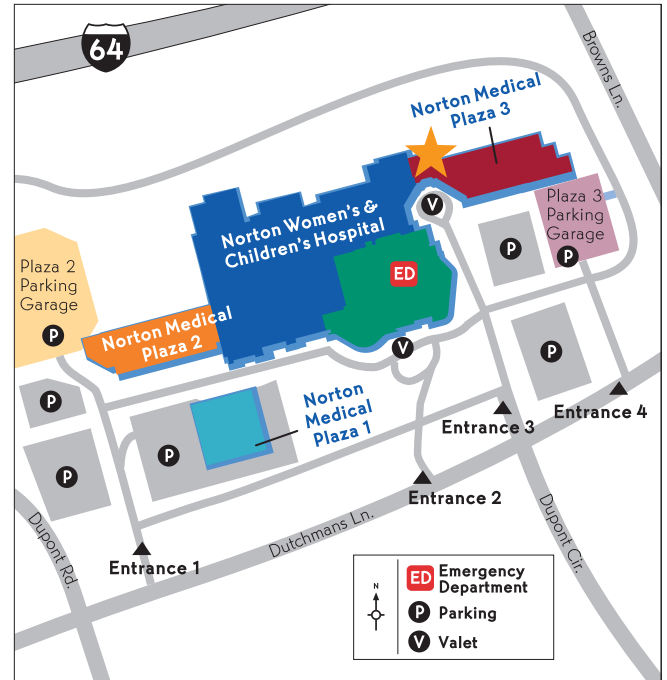 64
Browns Ln.
Norton Medical
Plaza 3
V
Norton Women's &
Children's Hospital
Plaza 3
Parking
Garage
P
P
ED
Plaza 2
Parking
Garage
P
Norton Medical
Plaza 2
V
P
P
Norton
Medical
Plaza 1
P
P
Entrance 4
Entrance 3
Entrance 2
Entrance 1
Dupont Rd.
Dutchmans Ln.
Dupont Cir.
N
ED Emergency
Department
P Parking
V Valet